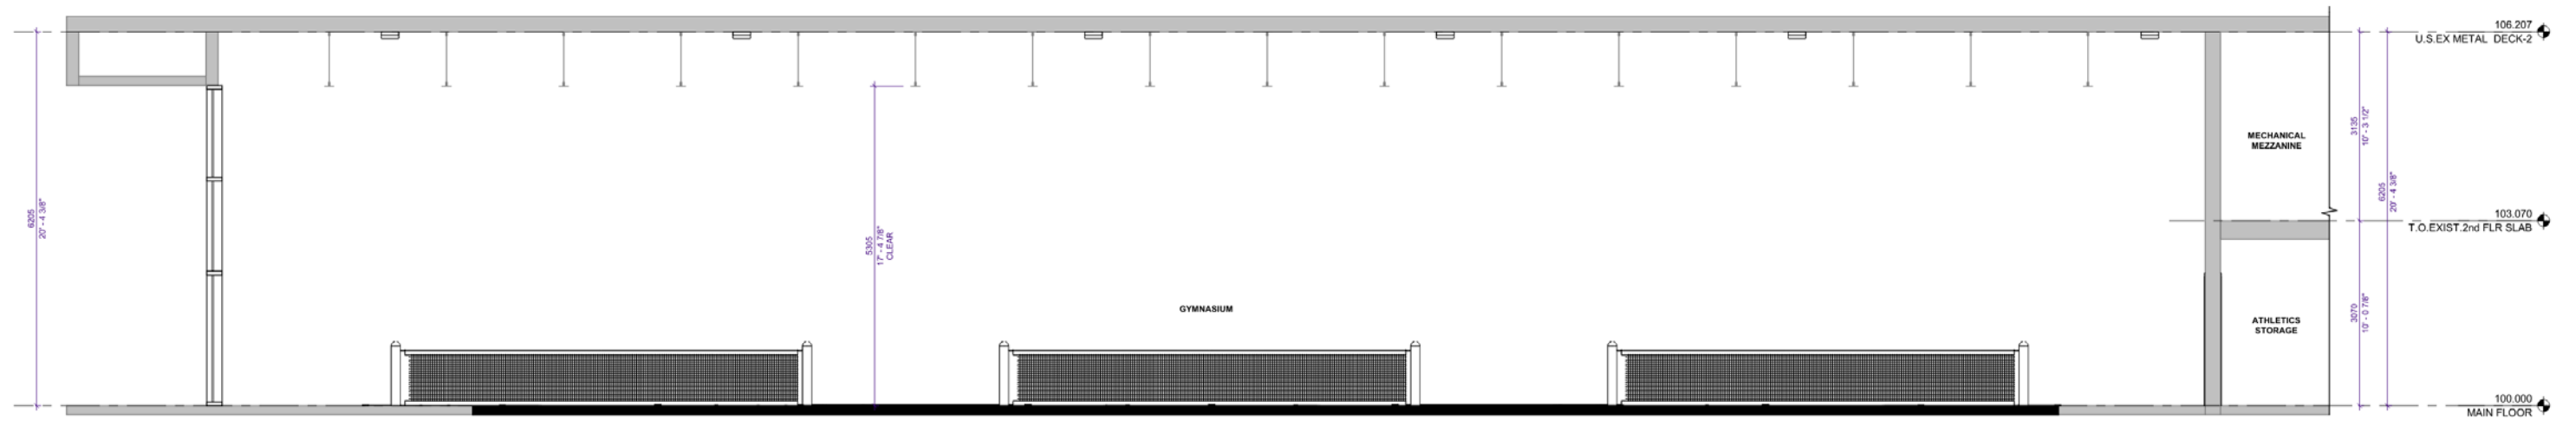 106.207
U.S.EX METAL DECK-2
MECHANICAL
MEZZANINE
3135
10' - 3 1/2"
6205
20' - 4 3/8"
6205
20' - 4 3/8"
5305
17' - 4 7/8"
CLEAR
103.070
T.O.EXIST.2nd FLR SLAB
GYMNASIUM
ATHLETICS
STORAGE
3070
10' - 0 7/8"
100.000
MAIN FLOOR